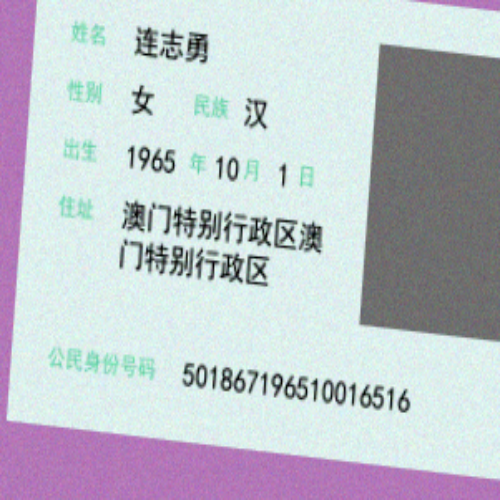 姓名 连志勇
性别 女 民族 汉
出生 1965 年 10 月 1 日
住址 澳门特别行政区澳
门特别行政区
公民身份号码 501867196510016516